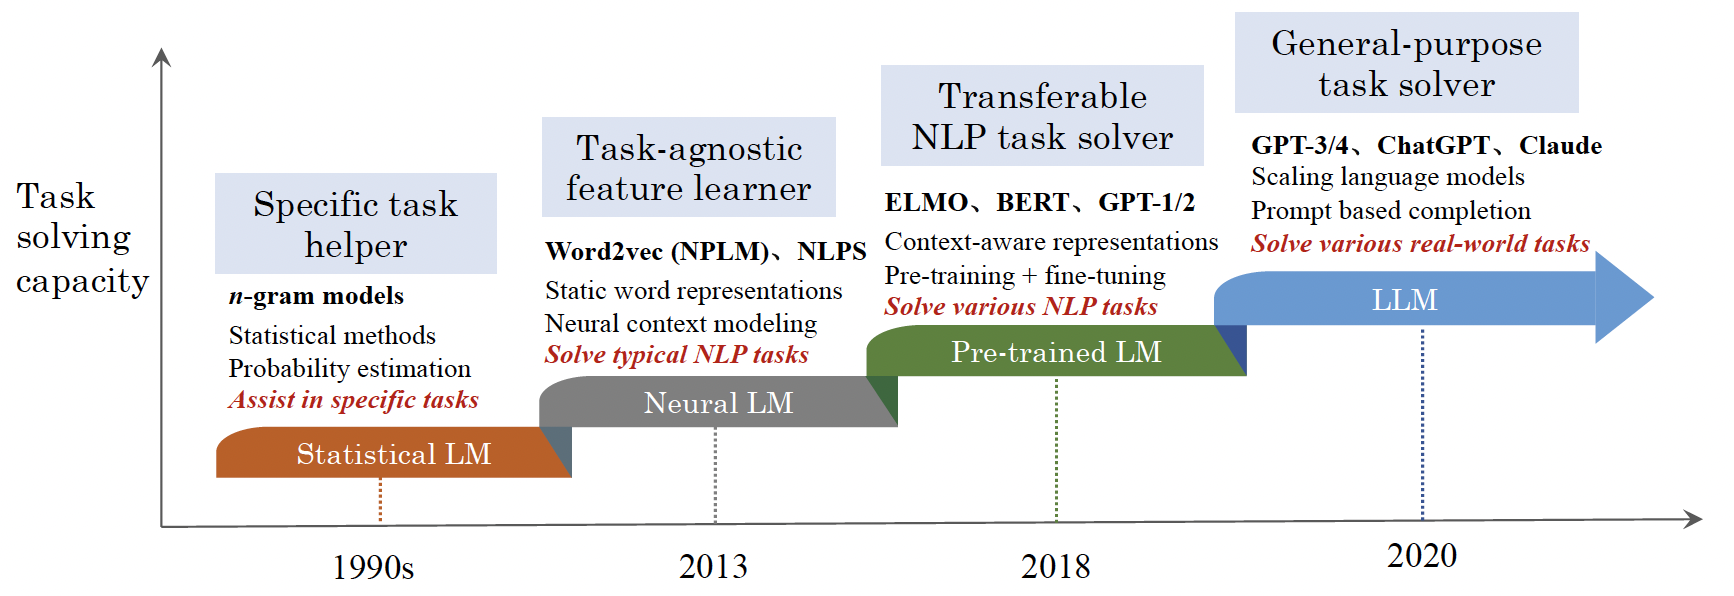 Task
solving
capacity
Specific task
helper
n-gram models
Statistical methods
Probability estimation
Assist in specific tasks
Statistical LM
1990s
Task-agnostic
feature learner
Word2vec (NPLM)、NLPS
Static word representations
Neural context modeling
Solve typical NLP tasks
Neural LM
2013
Transferable
NLP task solver
ELMO、BERT、GPT-1/2
Context-aware representations
Pre-training + fine-tuning
Solve various NLP tasks
Pre-trained LM
2018
General-purpose
task solver
GPT-3/4、ChatGPT、Claude
Scaling language models
Prompt based completion
Solve various real-world tasks
LLM
2020